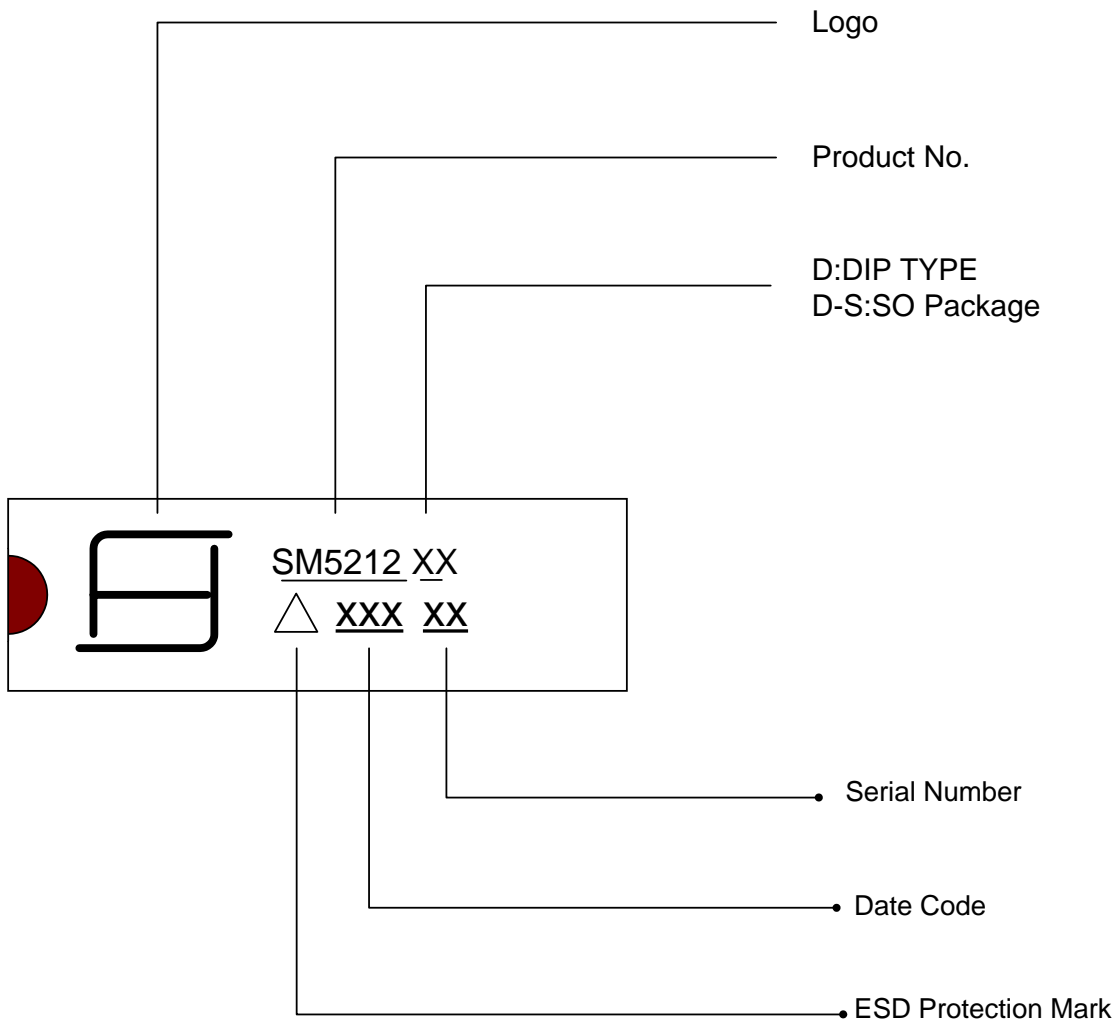 Logo
Product No.
D:DIP TYPE
D-S:SO Package
SM5212 XX
XXX XX
Serial Number
Date Code
ESD Protection Mark